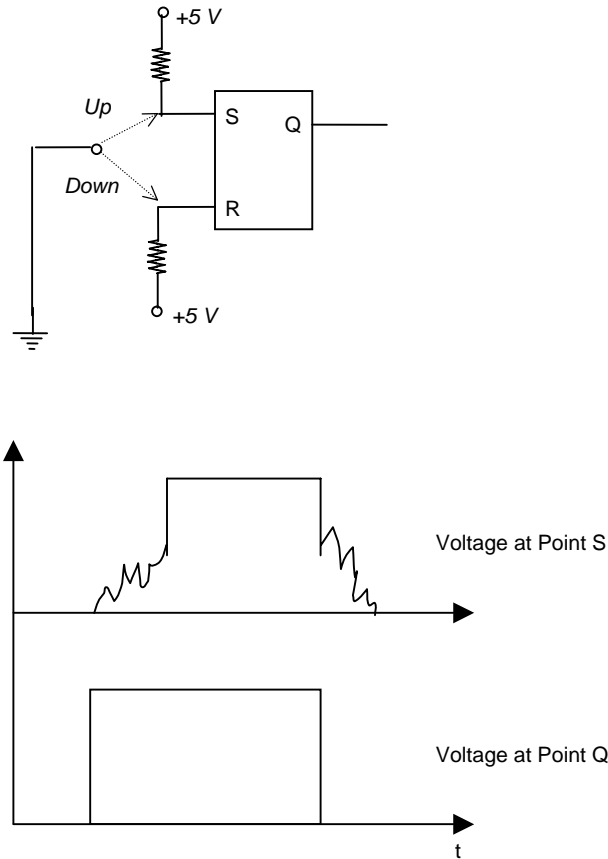 +5 V
Up
S
Q
Down
R
+5 V
Voltage at Point S
Voltage at Point Q
t